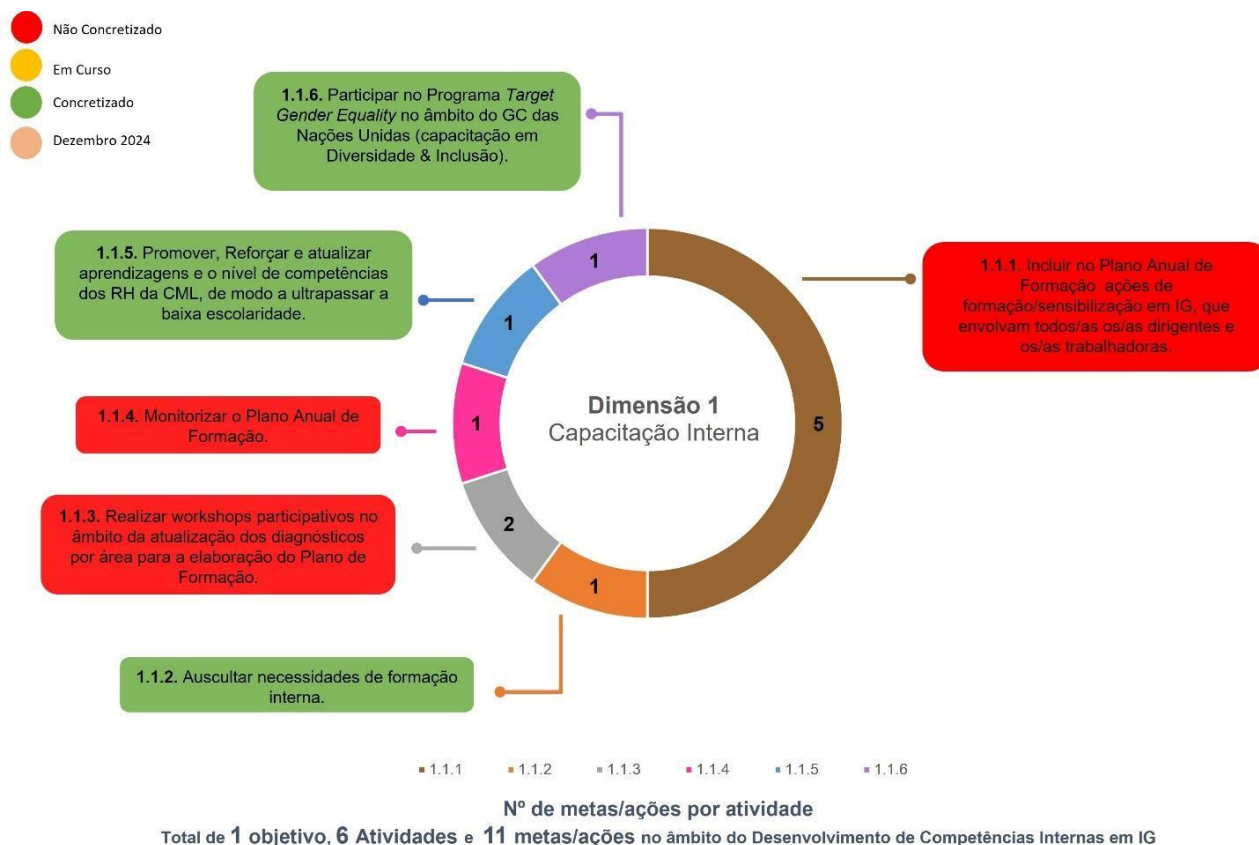 Não Concretizado
Em Curso
Concretizado
Dezembro 2024
1.1.6. Participar no Programa Target
Gender Equality no âmbito do GC das
Nações Unidas (capacitação em
Diversidade & Inclusão).
1.1.5. Promover, Reforçar e atualizar
aprendizagens e o nível de competências
dos RH da CML, de modo a ultrapassar a
baixa escolaridade.
1.1.4. Monitorizar o Plano Anual de
Formação.
1.1.3. Realizar workshops participativos no
âmbito da atualização dos diagnósticos
por área para a elaboração do Plano de
Formação.
1.1.2. Auscultar necessidades de formação
interna.
1.1.1. Incluir no Plano Anual de
Formação ações de
formação/sensibilização em IG, que
envolvam todos/as os/as dirigentes e
os/as trabalhadoras.
1
1
1
2
1
5
Dimensão 1
Capacitação Interna
1.1.1 1.1.2 1.1.3 1.1.4 1.1.5 1.1.6
Nº de metas/ações por atividade
Total de 1 objetivo, 6 Atividades e 11 metas/ações no âmbito do Desenvolvimento de Competências Internas em IG